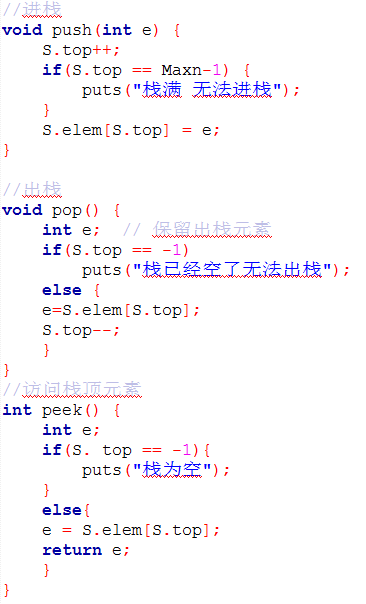 //进栈
void push(int e) {
    S.top++;
    if(S.top == Maxn-1) {
        puts("栈满 无法进栈");
    }
    S.elem[S.top] = e;
}

//出栈
void pop() {
    int e;  // 保留出栈元素
    if(S.top == -1)
        puts("栈已经空了无法出栈");
    else {
    e=S.elem[S.top];
    S.top--;
    }
}
//访问栈顶元素
int peek() {
    int e;
    if(S. top == -1){
        puts("栈为空");
    }
    else{
    e = S.elem[S.top];
    return e;
    }
}